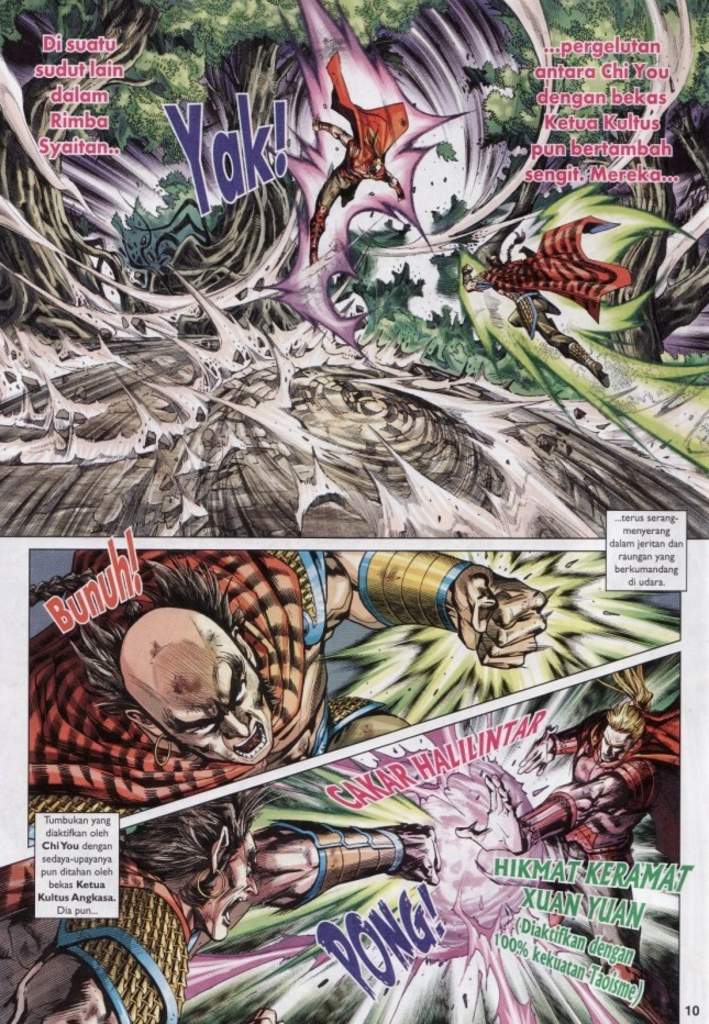 Di suatu
sudut lain
dalam
Rimba
Syaitan..
...pergelutan
antara Chi You
dengan bekas
Ketua Kultus
pun bertambah
sengit. Mereka...
Yak!
...terus serang-
menyerang
dalam jeritan dan
raungan yang
berkumandang
di udara.
Bunuh!
CAKAR HALILINTAR
Tumbukan yang
diaktifkan oleh
Chi You dengan
sedaya-upayanya
pun ditahan oleh
bekas Ketua
Kultus Angkasa.
Dia pun...
HIKMAT KERAMAT
XUAN YUAN
(Diaktifkan dengan
100% kekuatan Taoisme)
PONG!
10